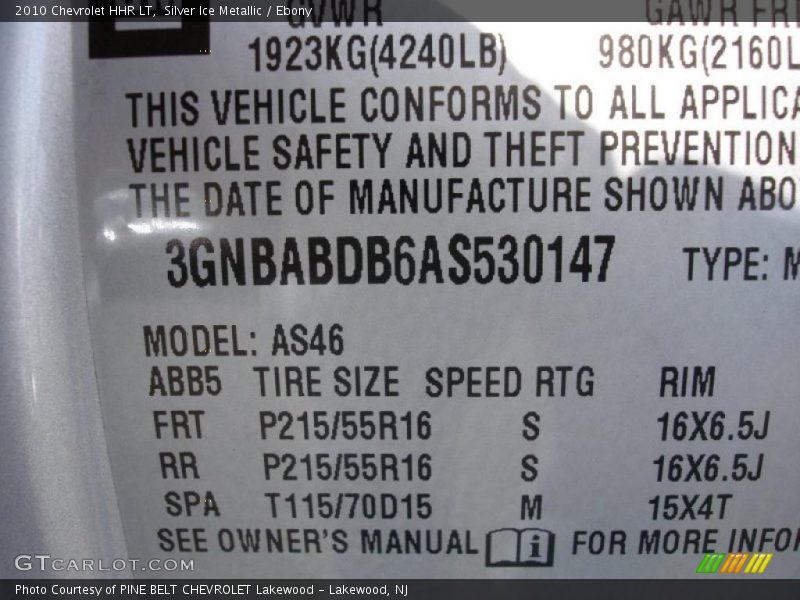 2010 Chevrolet HHR LT, Silver Ice Metallic / Ebony
GVWR GAWR FRT
1923KG(4240LB) 980KG(2160L
THIS VEHICLE CONFORMS TO ALL APPLICA
VEHICLE SAFETY AND THEFT PREVENTION
THE DATE OF MANUFACTURE SHOWN ABO
3GNBABDB6AS530147 TYPE: M
MODEL: AS46
ABB5 TIRE SIZE SPEED RTG RIM
FRT P215/55R16 S 16X6.5J
RR P215/55R16 S 16X6.5J
SPA T115/70D15 M 15X4T
SEE OWNER'S MANUAL i FOR MORE INFOR
GTCARLOT.COM
Photo Courtesy of PINE BELT CHEVROLET Lakewood - Lakewood, NJ